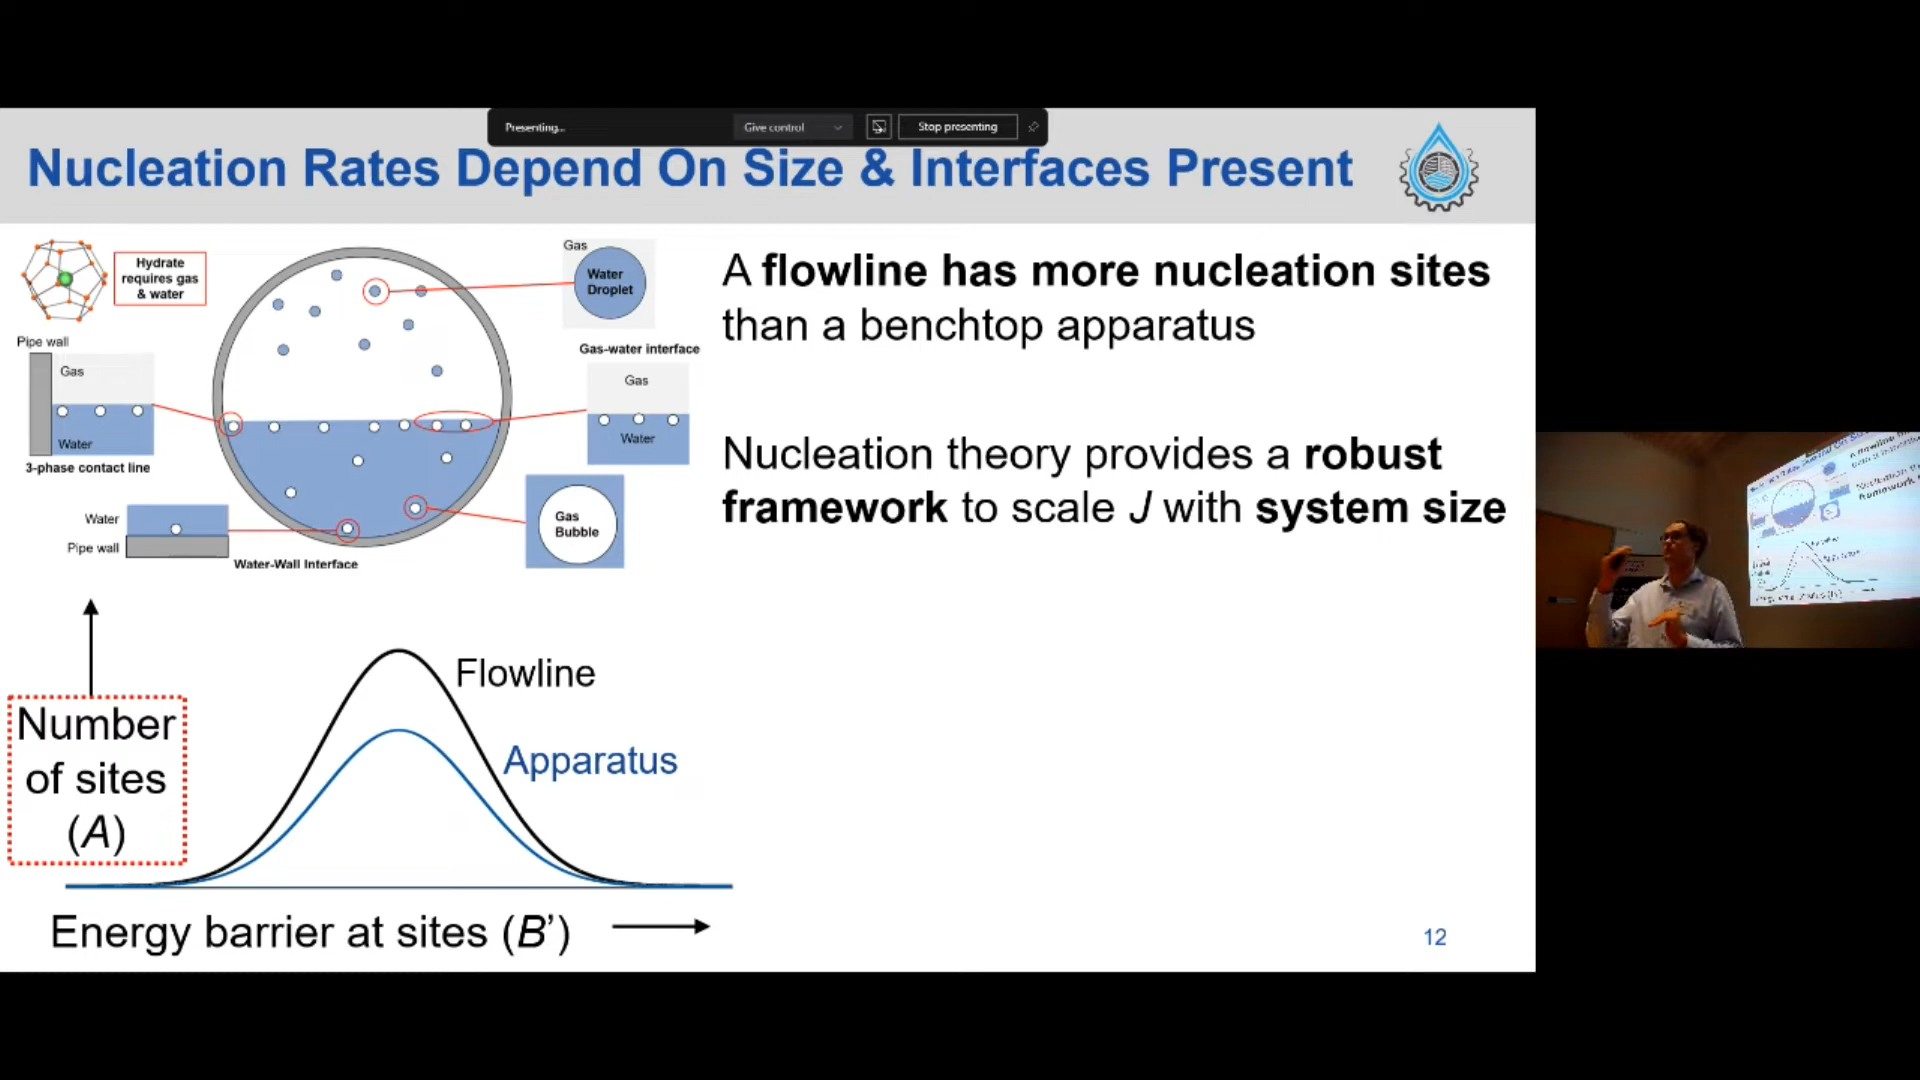 Presenting...
Give control
Stop presenting
Nucleation Rates Depend On Size & Interfaces Present
Hydrate
requires gas
& water
Gas
Water
Droplet
Gas-water interface
Gas
Water
Pipe wall
Gas
Water
3-phase contact line
Water
Pipe wall
Water-Wall Interface
Gas
Bubble
A flowline has more nucleation sites
than a benchtop apparatus
Nucleation theory provides a robust
framework to scale J with system size
Flowline
Apparatus
Number
of sites
(A)
Energy barrier at sites (B')
12